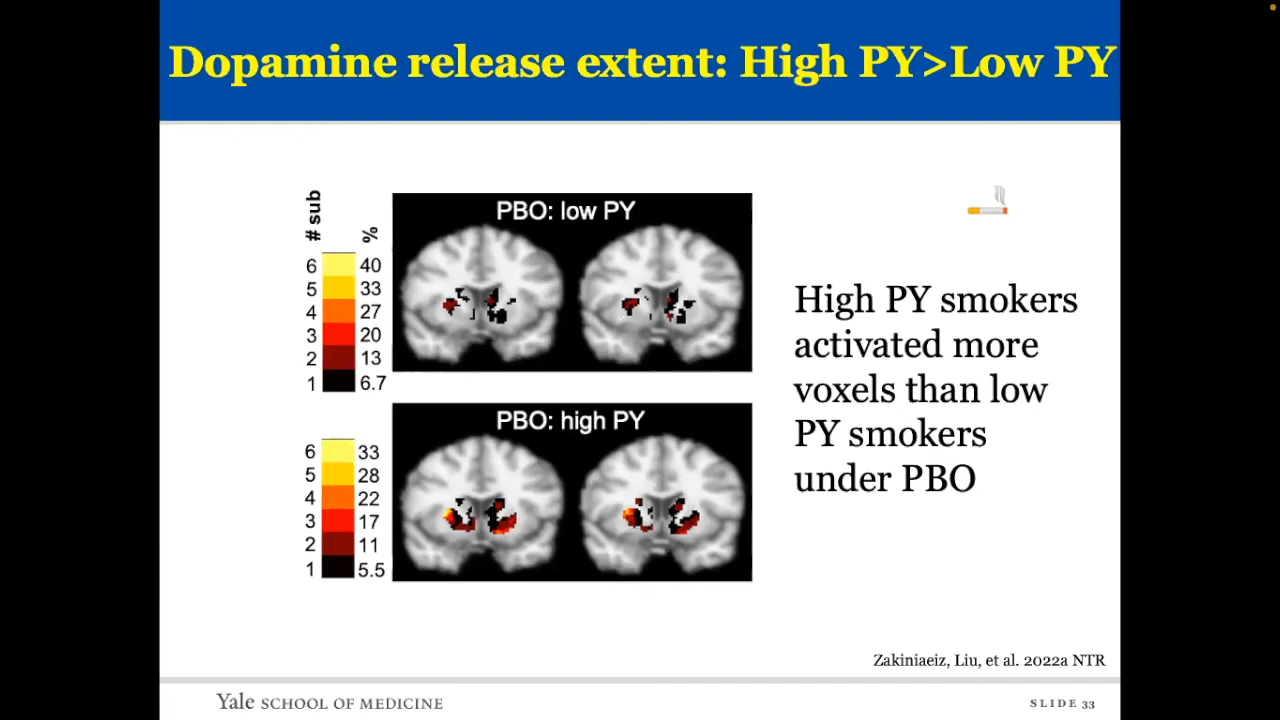 Dopamine release extent: High PY>Low PY
# sub
%
PBO: low PY
6 40
5 33
4 27
3 20
2 13
1 6.7
High PY smokers
activated more
voxels than low
PY smokers
under PBO
PBO: high PY
6 33
5 28
4 22
3 17
2 11
1 5.5
Zakiniaeiz, Liu, et al. 2022a NTR
Yale SCHOOL OF MEDICINE
SLIDE 33